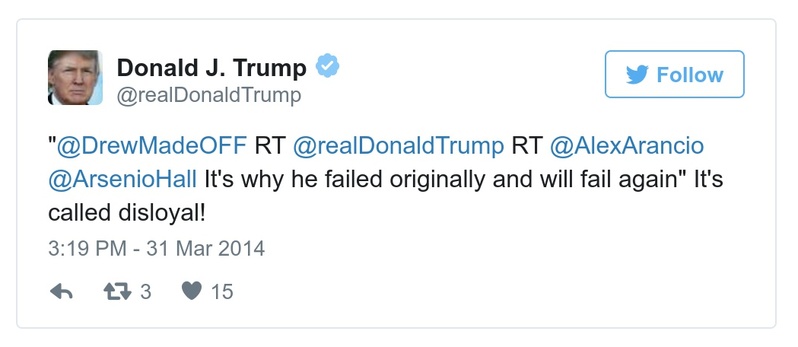 Donald J. Trump
@realDonaldTrump
Follow
"@DrewMadeOFF RT @realDonaldTrump RT @AlexArancio
@ArsenioHall It's why he failed originally and will fail again" It's
called disloyal!
3:19 PM - 31 Mar 2014
3 15